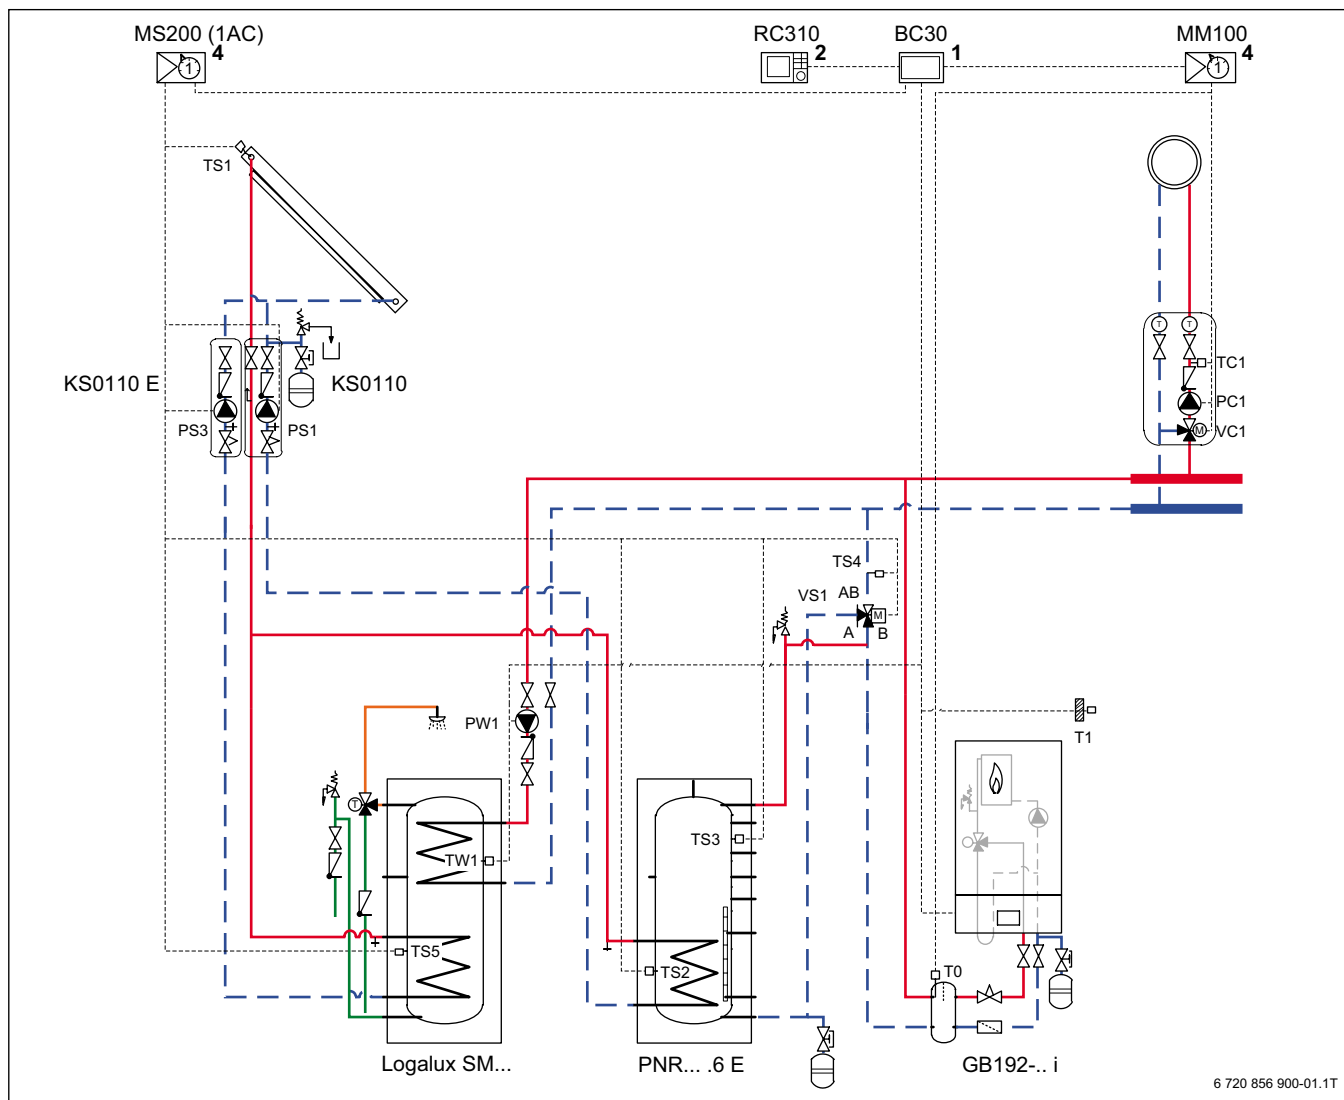 MS200 (1AC)
4
RC310
2
BC30
1
MM100
4
1
1
TS1
T
T
KS0110 E
KS0110
TC1
PS3
PS1
PC1
M
VC1
TS4
VS1
AB
M
A
B
PW1
T1
T
TS3
TW1
TS5
TS2
T0
Logalux SM...
PNR... .6 E
GB192-.. i
6 720 856 900-01.1T